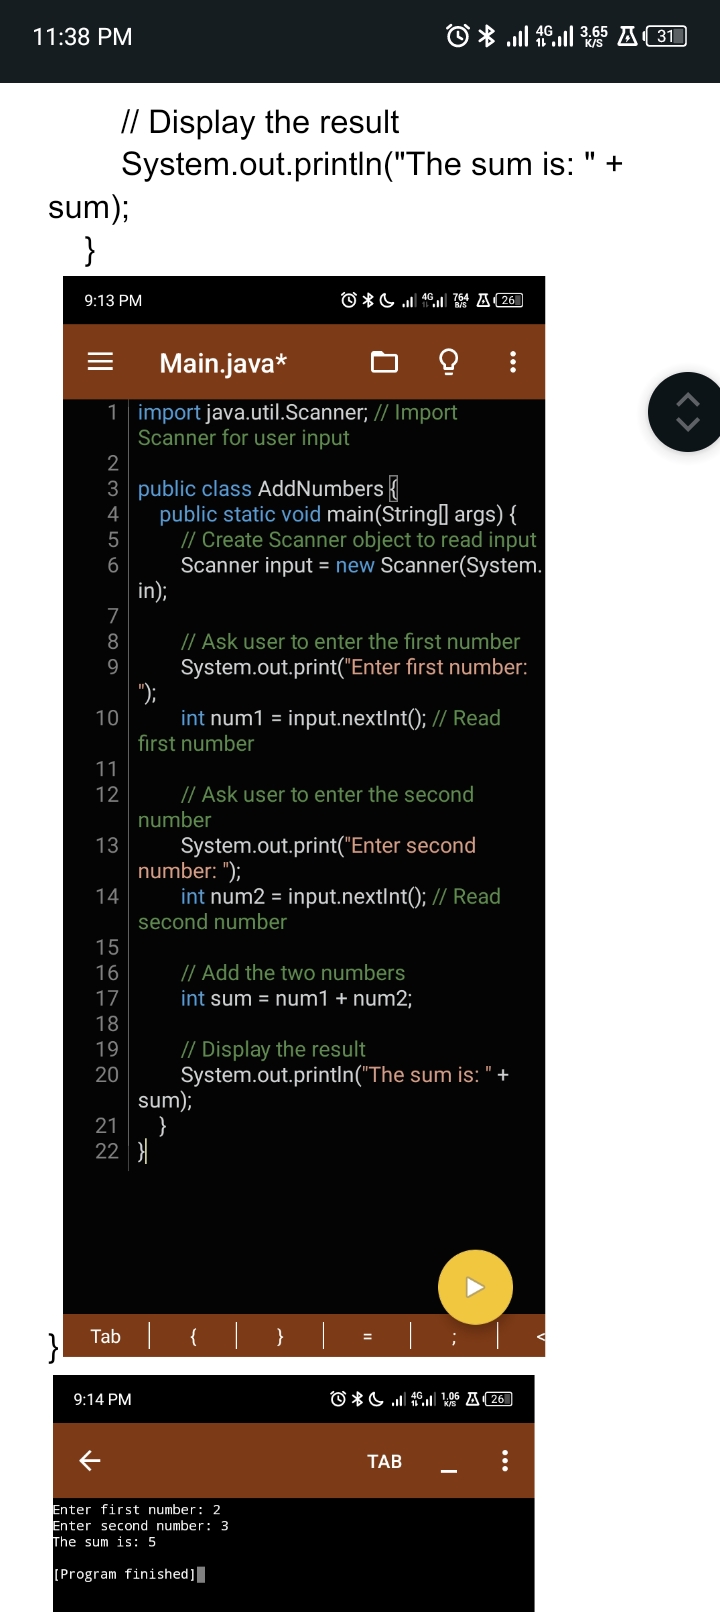 11:38 PM 4G 3.65 K/S 31
// Display the result
System.out.println("The sum is: " +
sum);
}
9:13 PM 4G 764 B/S 26
Main.java*
1 import java.util.Scanner; // Import
Scanner for user input
2
3 public class AddNumbers {
4 public static void main(String[] args) {
5 // Create Scanner object to read input
6 Scanner input = new Scanner(System.
in);
7
8 // Ask user to enter the first number
9 System.out.print("Enter first number:
");
10 int num1 = input.nextInt(); // Read
first number
11
12 // Ask user to enter the second
number
13 System.out.print("Enter second
number: ");
14 int num2 = input.nextInt(); // Read
second number
15
16 // Add the two numbers
17 int sum = num1 + num2;
18
19 // Display the result
20 System.out.println("The sum is: " +
sum);
21 }
22 }
} Tab { } = ; <
9:14 PM 4G 1.06 K/S 26
TAB
Enter first number: 2
Enter second number: 3
The sum is: 5
[Program finished]